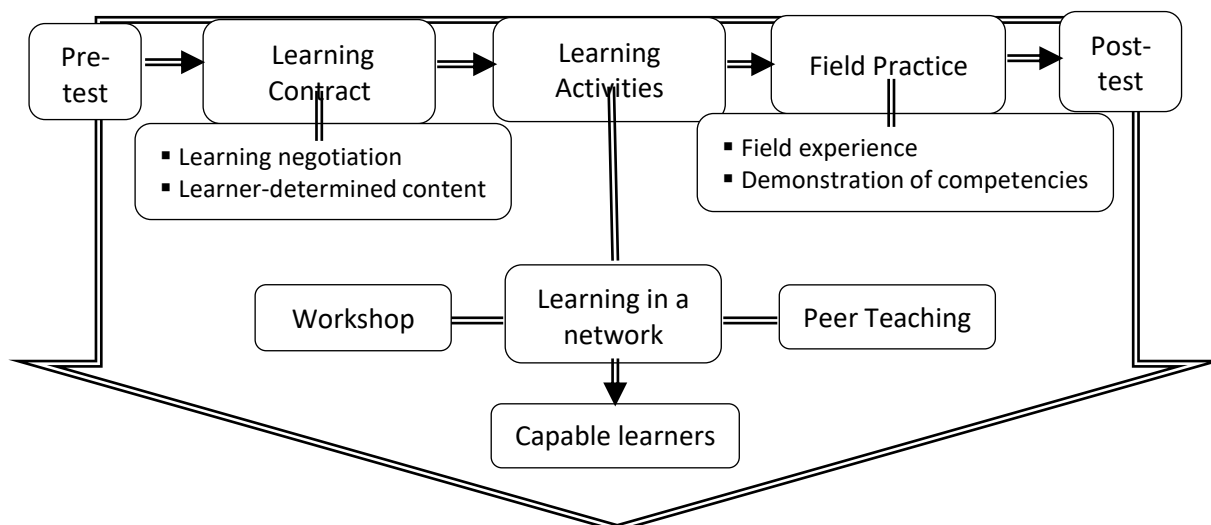 Pre-
test
Learning
Contract
Learning
Activities
Field Practice
Post-
test
▪ Learning negotiation
▪ Learner-determined content
▪ Field experience
▪ Demonstration of competencies
Workshop
Learning in a
network
Peer Teaching
Capable learners